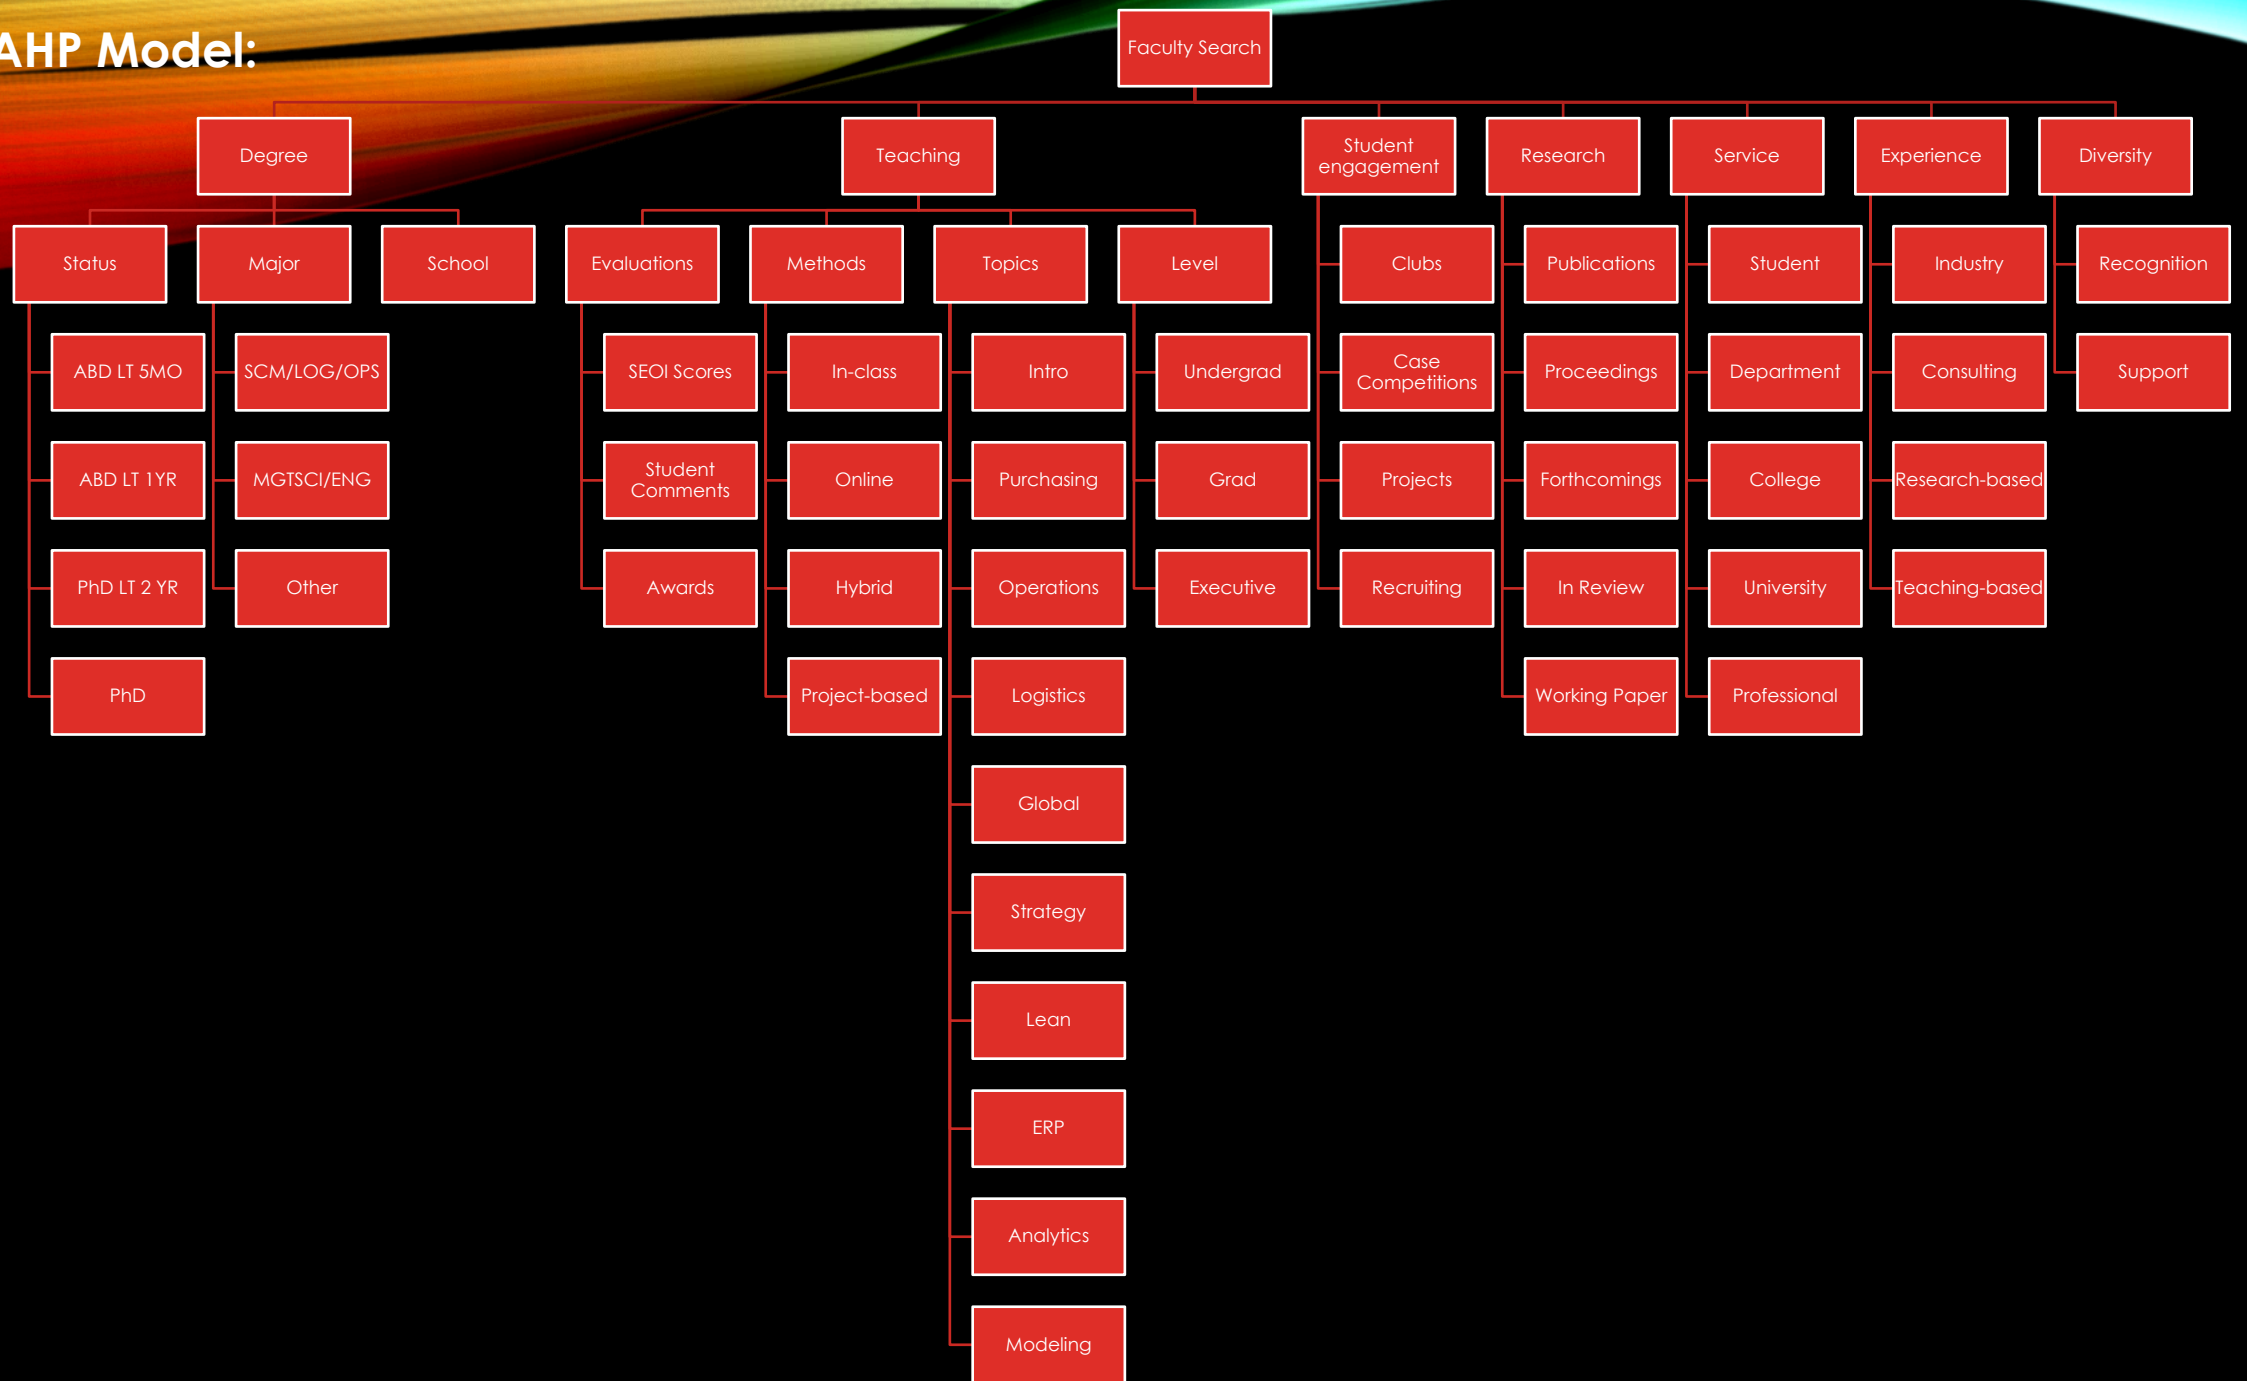 AHP Model:
Faculty Search
Degree
Teaching
Student
engagement
Research
Service
Experience
Diversity
Status
Major
School
Evaluations
Methods
Topics
Level
Clubs
Publications
Student
Industry
Recognition
ABD LT 5MO
SCM/LOG/OPS
SEOI Scores
In-class
Intro
Undergrad
Case
Competitions
Proceedings
Department
Consulting
Support
ABD LT 1YR
MGTSCI/ENG
Student
Comments
Online
Purchasing
Grad
Projects
Forthcomings
College
Research-based
PhD LT 2 YR
Other
Awards
Hybrid
Operations
Executive
Recruiting
In Review
University
Teaching-based
PhD
Project-based
Logistics
Working Paper
Professional
Global
Strategy
Lean
ERP
Analytics
Modeling